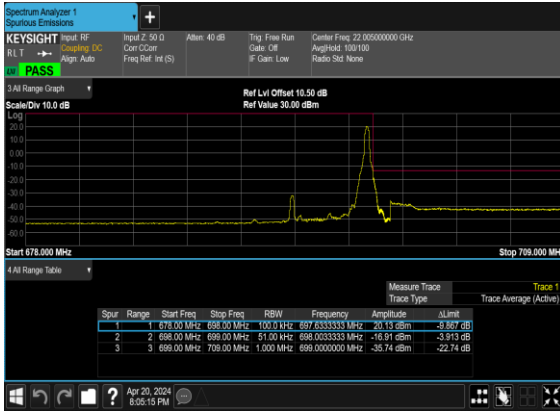 Spectrum Analyzer 1
Spurious Emissions
+
KEYSIGHT Input: RF Input Z: 50 Ω Atten: 40 dB Trig: Free Run Center Freq: 22.005000000 GHz
RLT Coupling: DC Corr CCorr Gate: Off Avg|Hold: 100/100
Align: Auto Freq Ref: Int (S) IF Gain: Low Radio Std: None
PASS
3 All Range Graph
Ref Lvl Offset 10.50 dB
Scale/Div 10.0 dB Ref Value 30.00 dBm
Log
20.0
10.0
0.00
-10.0
-20.0
-30.0
-40.0
-50.0
-60.0
Start 678.000 MHz Stop 709.000 MH
4 All Range Table
Measure Trace Trace 1
Trace Type Trace Average (Active)
Spur Range Start Freq Stop Freq RBW Frequency Amplitude ΔLimit
1 1 678.00 MHz 698.00 MHz 100.0 kHz 697.6333333 MHz 20.13 dBm -9.867 dB
2 2 698.00 MHz 699.00 MHz 51.00 kHz 698.0033333 MHz -16.91 dBm -3.913 dB
3 3 699.00 MHz 709.00 MHz 1.000 MHz 699.0000000 MHz -35.74 dBm -22.74 dB
? Apr 20, 2024
8:05:15 PM